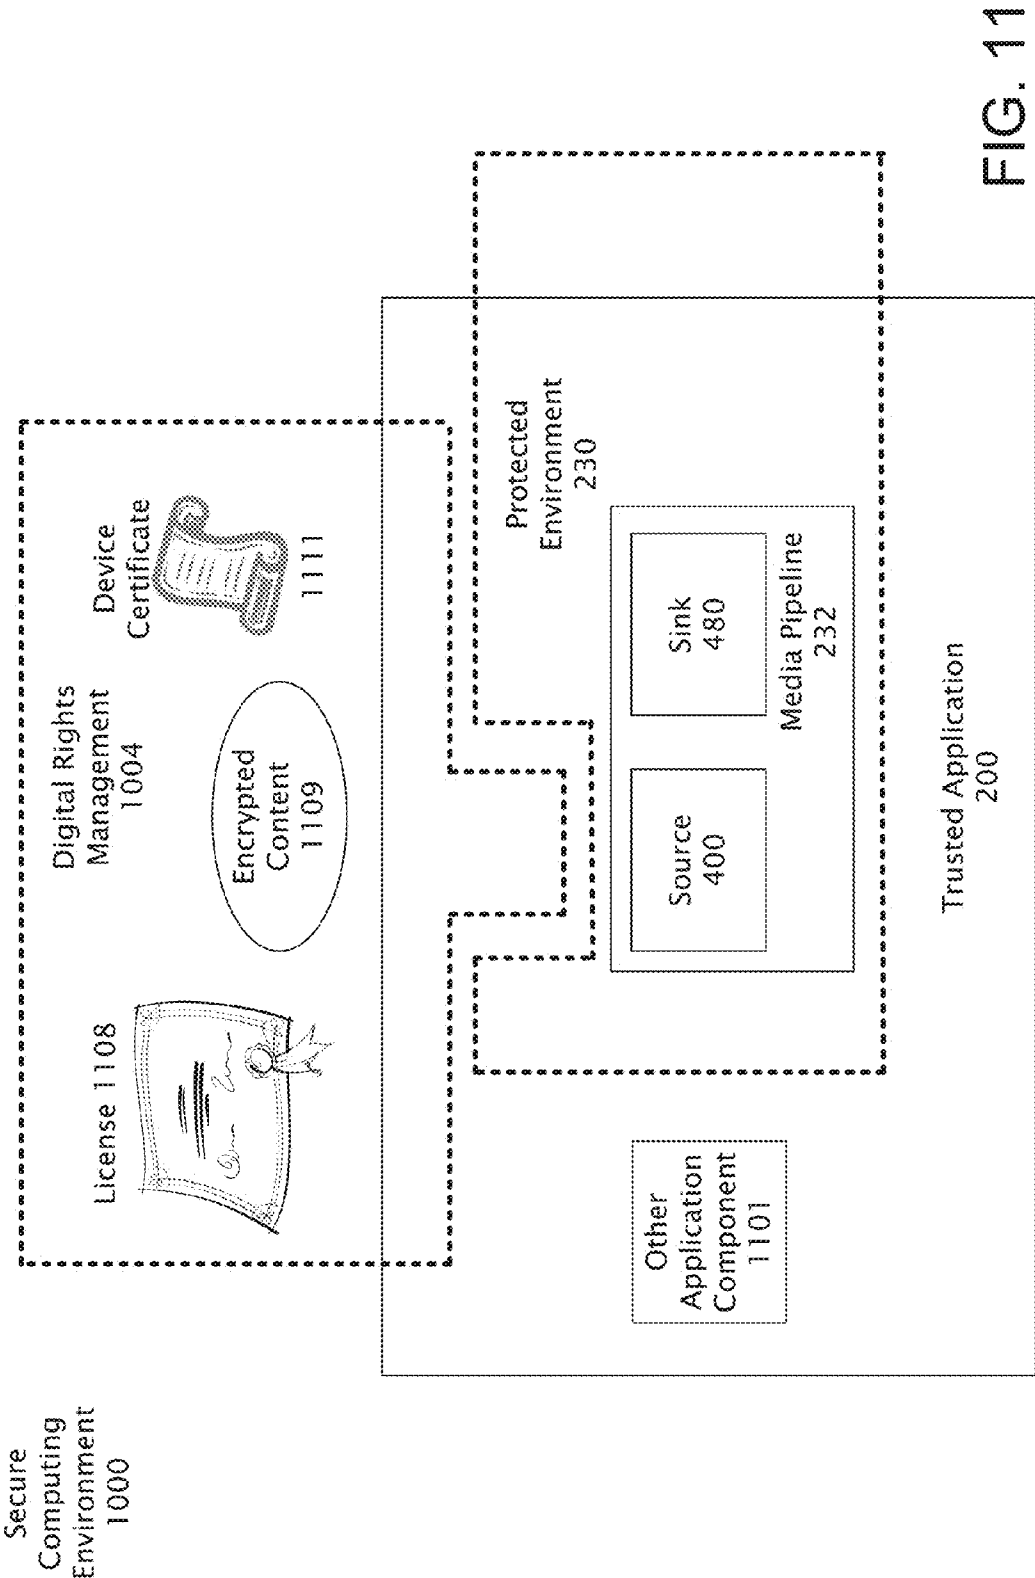 Secure
Computing
Environment
1000
Digital Rights
Management
1004
License 1108
Encrypted
Content
1109
Device
Certificate
1111
Protected
Environment
230
Other
Application
Component
1101
Source
400
Sink
480
Media Pipeline
232
Trusted Application
200
FIG. 11